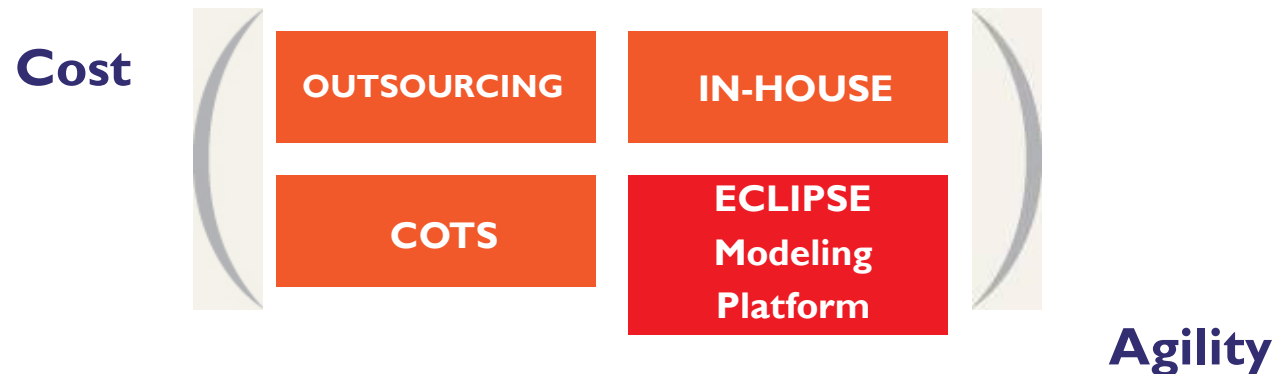 Cost
OUTSOURCING
IN-HOUSE
COTS
ECLIPSE
Modeling
Platform
Agility